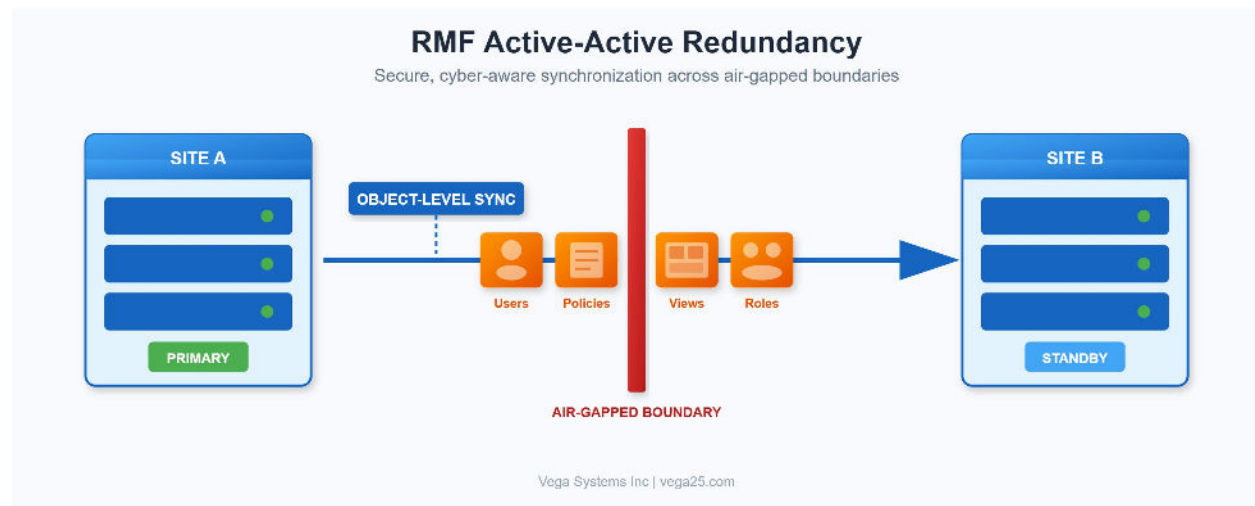 RMF Active-Active Redundancy
Secure, cyber-aware synchronization across air-gapped boundaries
SITE A
SITE B
OBJECT-LEVEL SYNC
Users
Policies
Views
Roles
PRIMARY
STANDBY
AIR-GAPPED BOUNDARY
Vega Systems Inc | vega25.com